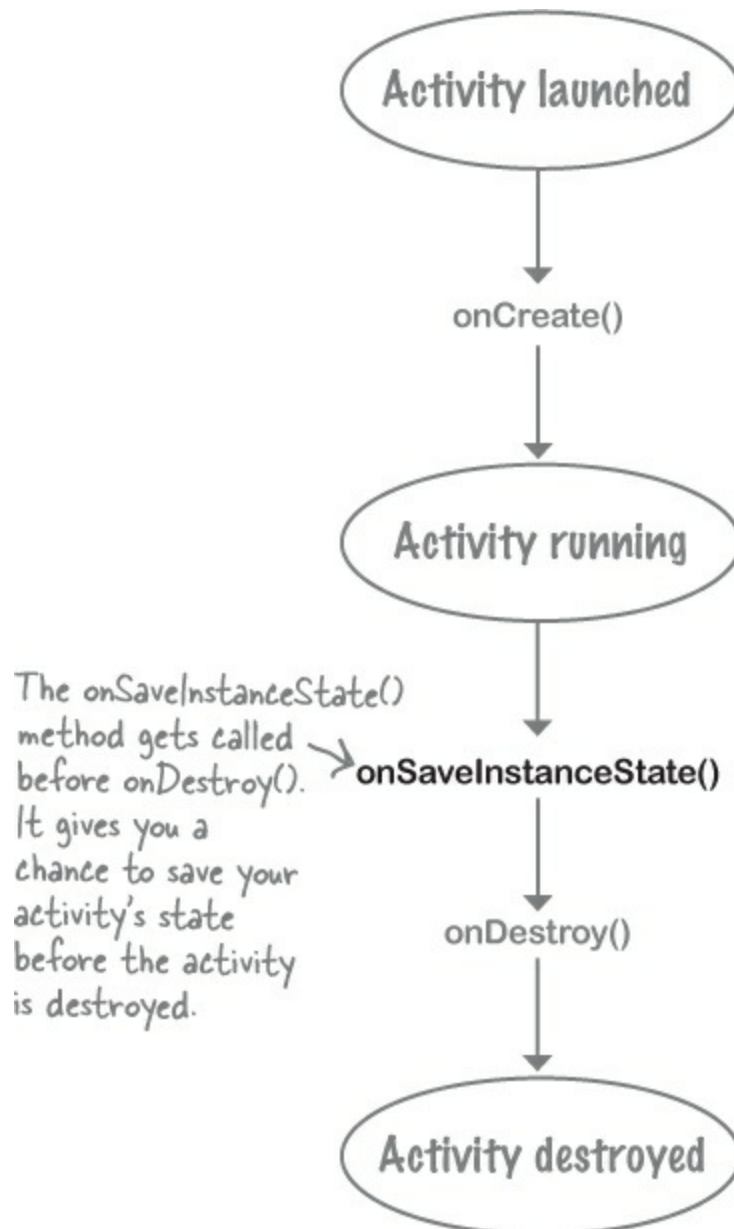 Activity launched
onCreate()
Activity running
The onSaveInstanceState()
method gets called
before onDestroy().
It gives you a
chance to save your
activity's state
before the activity
is destroyed.
onSaveInstanceState()
onDestroy()
Activity destroyed